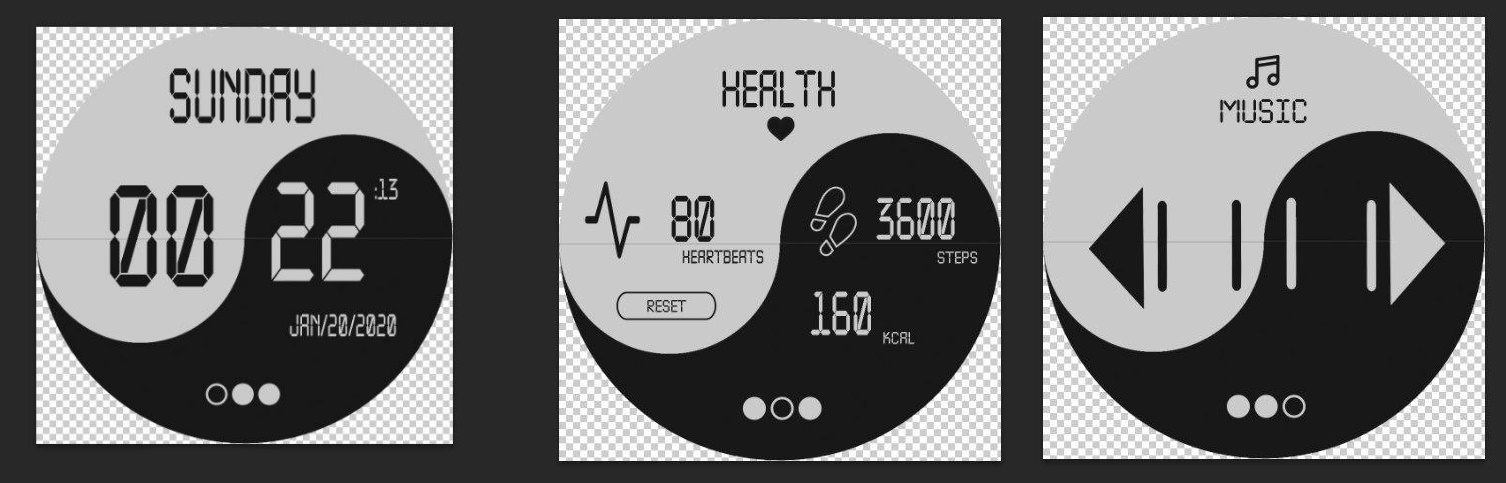 SUNDAY
00 22 :13
JAN/20/2020
HEALTH
80
HEARTBEATS
3600
STEPS
RESET
160
KCAL
MUSIC